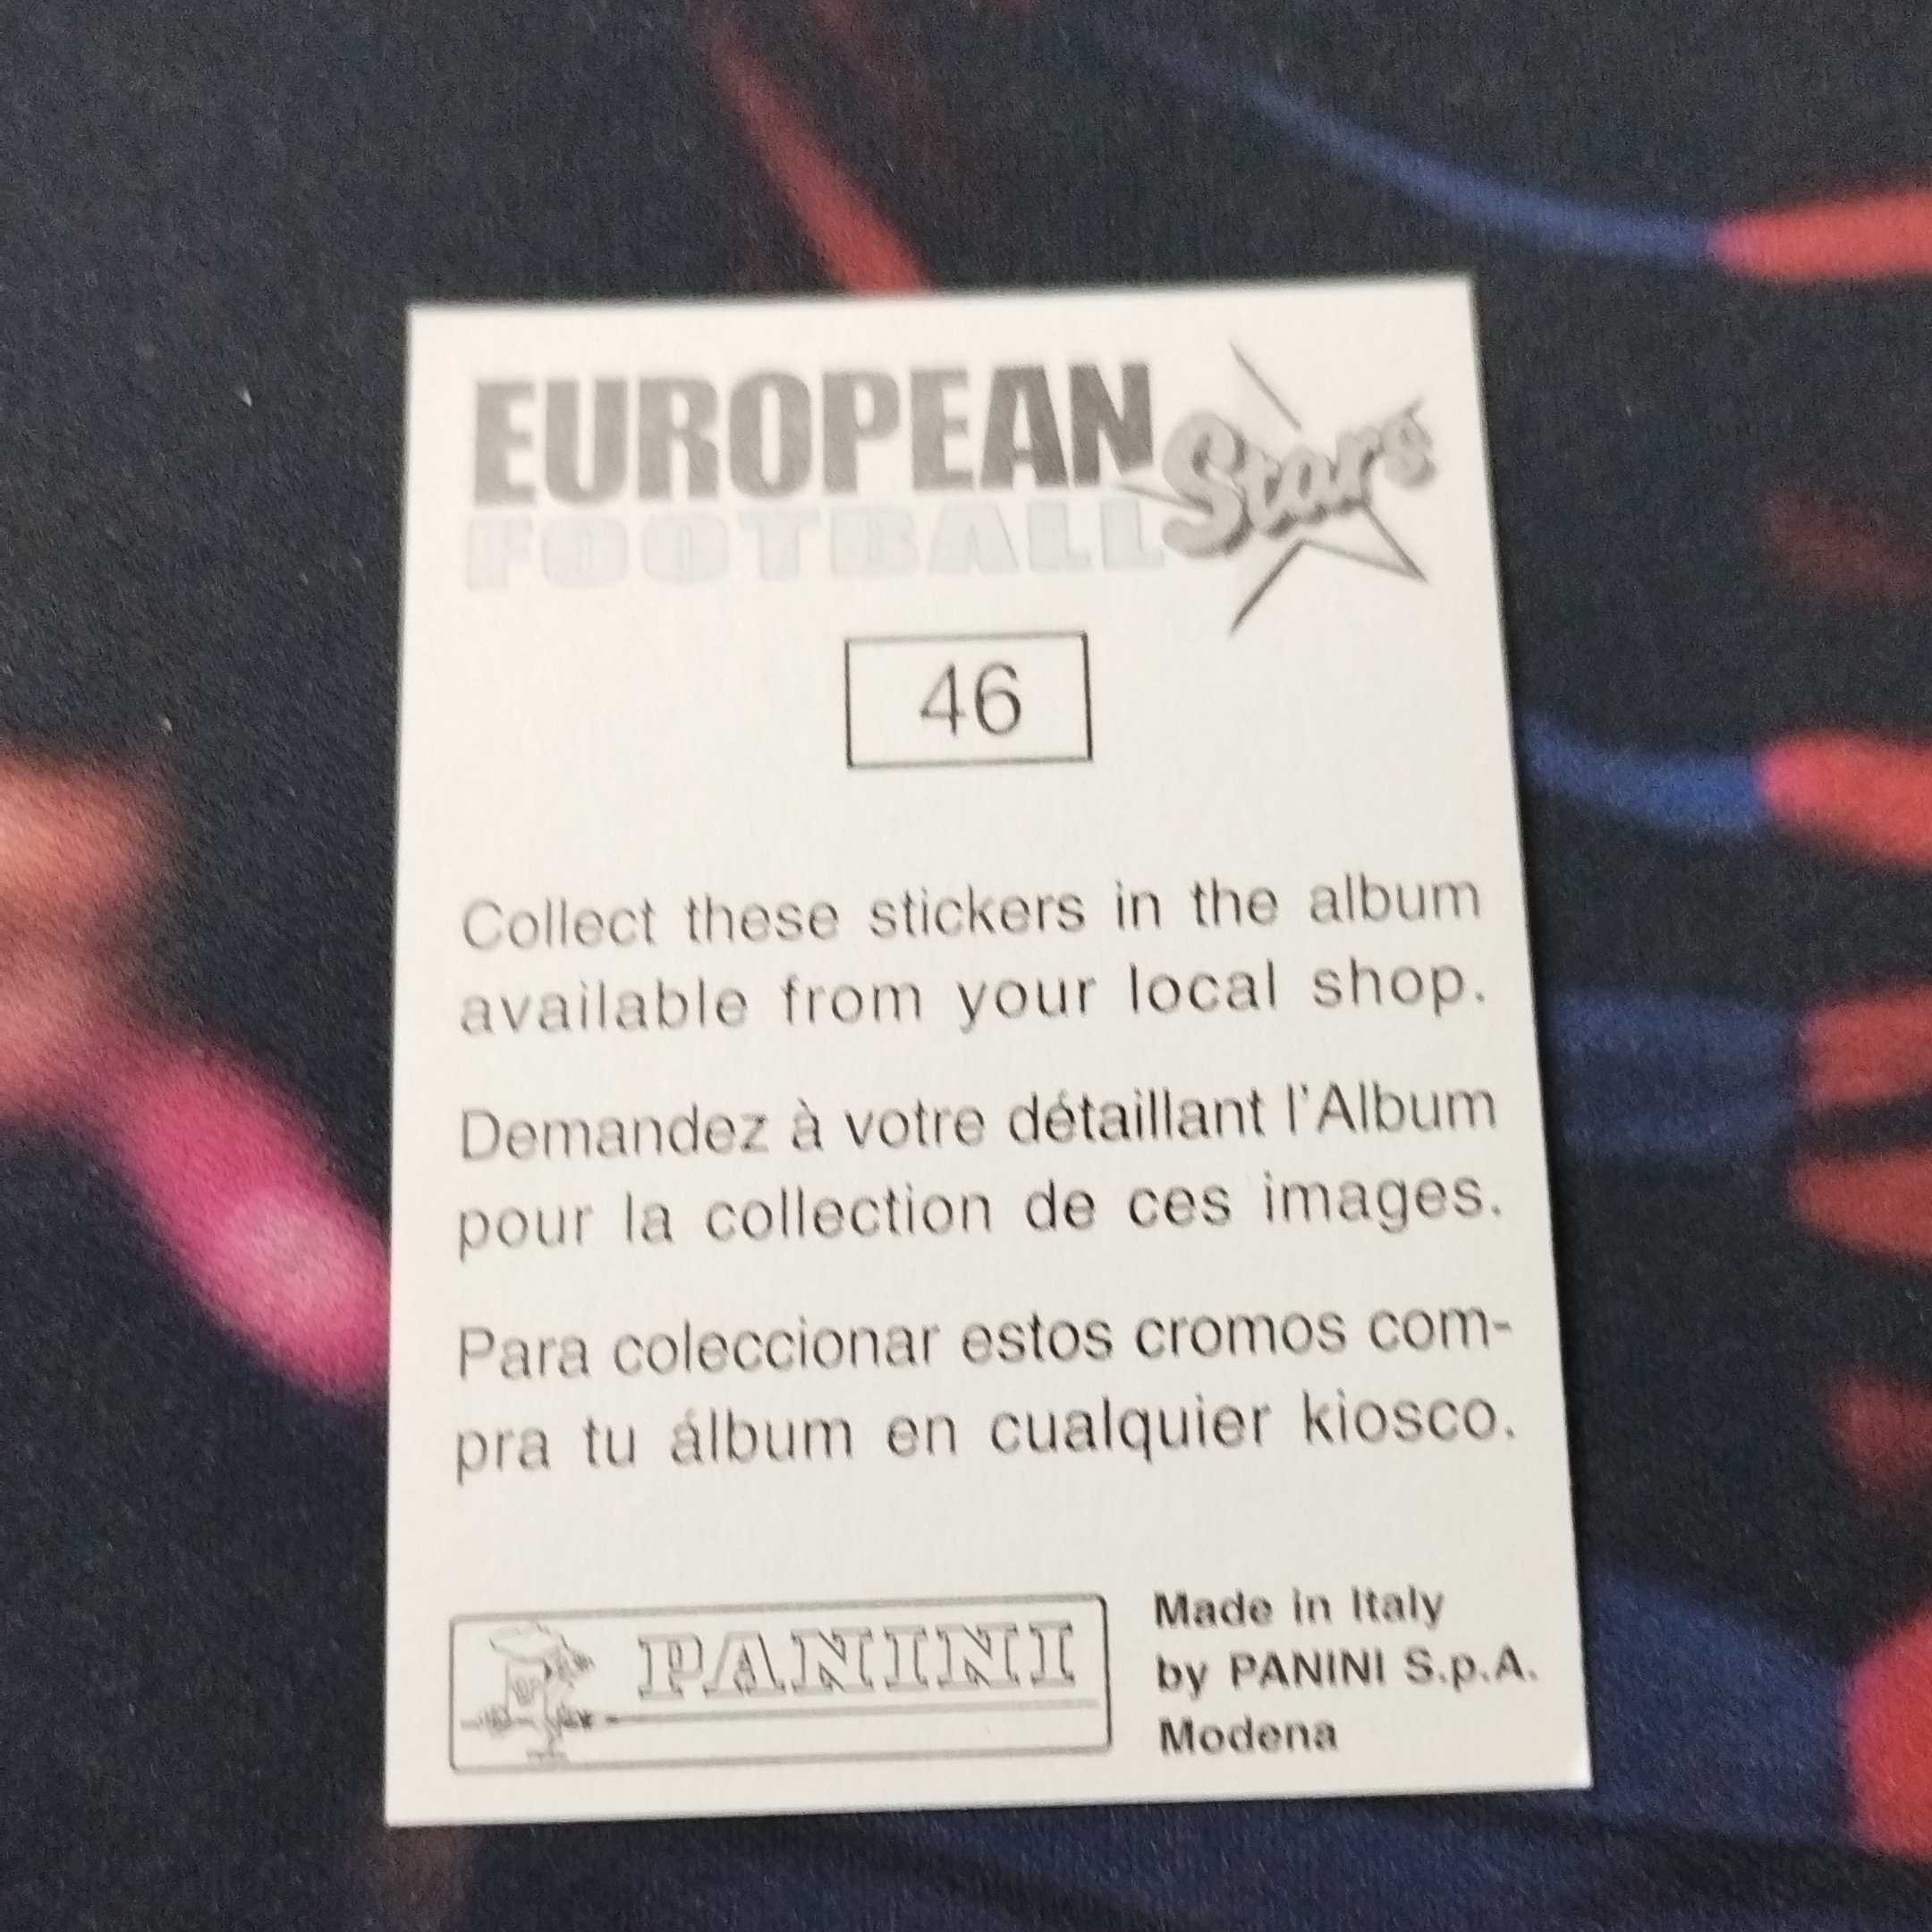 EUROPEAN Stars
FOOTBALL
46
Collect these stickers in the album
available from your local shop.
Demandez à votre détaillant l'Album
pour la collection de ces images.
Para coleccionar estos cromos com-
pra tu álbum en cualquier kiosco.
PANINI
Made in Italy
by PANINI S.p.A.
Modena